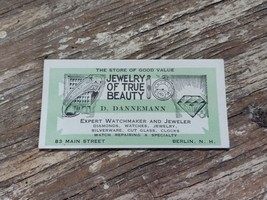 THE STORE OF GOOD VALUE
JEWELRY
OF TRUE
BEAUTY
D. DANNEMANN
EXPERT WATCHMAKER AND JEWELER
DIAMONDS, WATCHES, JEWELRY,
SILVERWARE, CUT GLASS, CLOCKS
WATCH REPAIRING A SPECIALTY
83 MAIN STREET BERLIN, N. H.